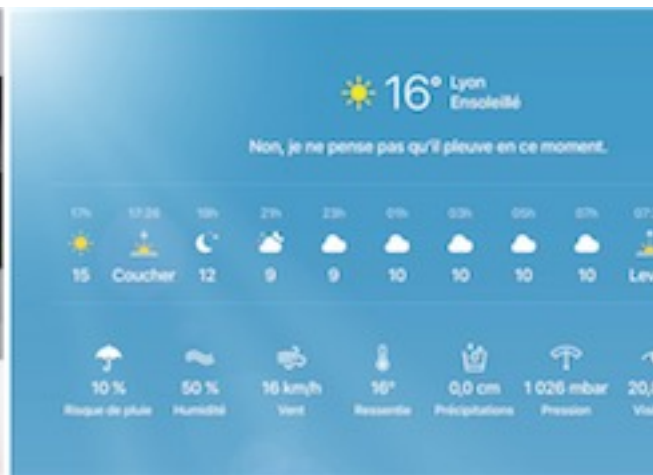 16° Lyon
Ensoleillé
Non, je ne pense pas qu'il pleuve en ce moment.
17h 17:26 19h 21h 23h 01h 03h 05h 07h
15 Coucher 12 9 9 10 10 10 10
10 % 50 % 16 km/h 16° 0,0 cm 1 026 mbar
Risque de pluie Humidité Vent Ressentie Précipitations Pression